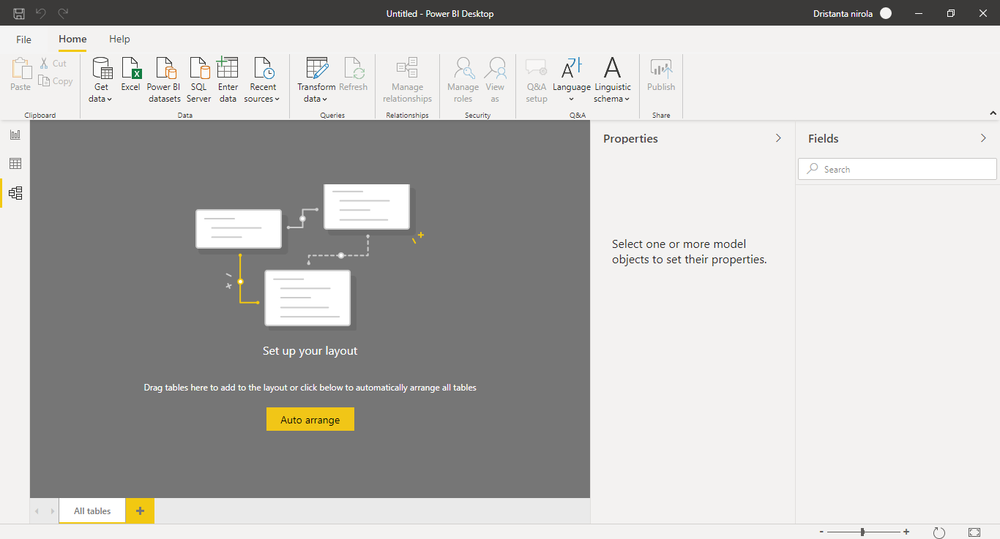 Untitled - Power BI Desktop
Dristanta nirola
File
Home
Help
Paste
Cut
Copy
Clipboard
Get
data
Excel
Power BI
datasets
SQL
Server
Enter
data
Recent
sources
Data
Transform
data
Refresh
Queries
Manage
relationships
Relationships
Manage
roles
View
as
Security
Q&A
setup
Language
Linguistic
schema
Q&A
Publish
Share
Set up your layout
Drag tables here to add to the layout or click below to automatically arrange all tables
Auto arrange
Properties
Select one or more model
objects to set their properties.
Fields
Search
All tables